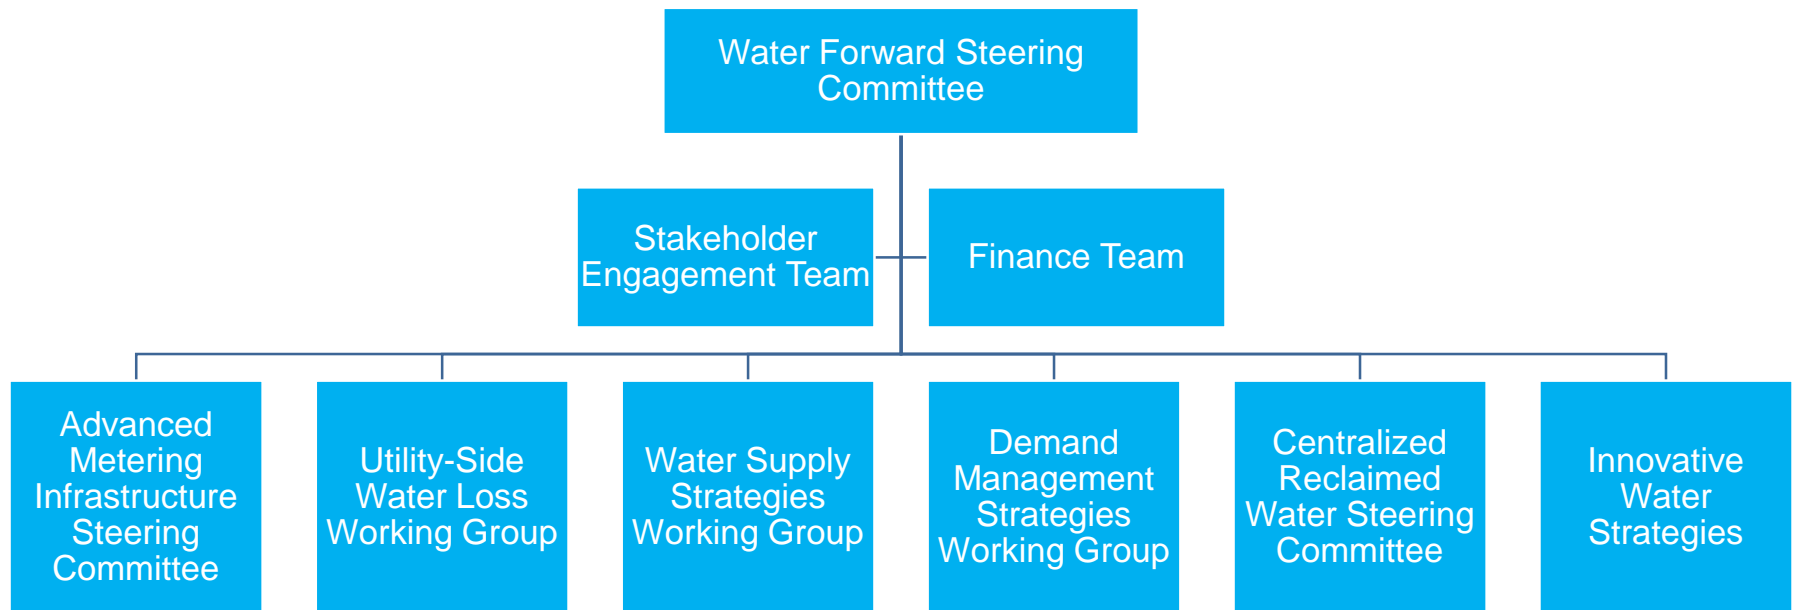 Water Forward Steering
Committee
Stakeholder
Engagement Team
Finance Team
Advanced
Metering
Infrastructure
Steering
Committee
Utility-Side
Water Loss
Working Group
Water Supply
Strategies
Working Group
Demand
Management
Strategies
Working Group
Centralized
Reclaimed
Water Steering
Committee
Innovative
Water
Strategies